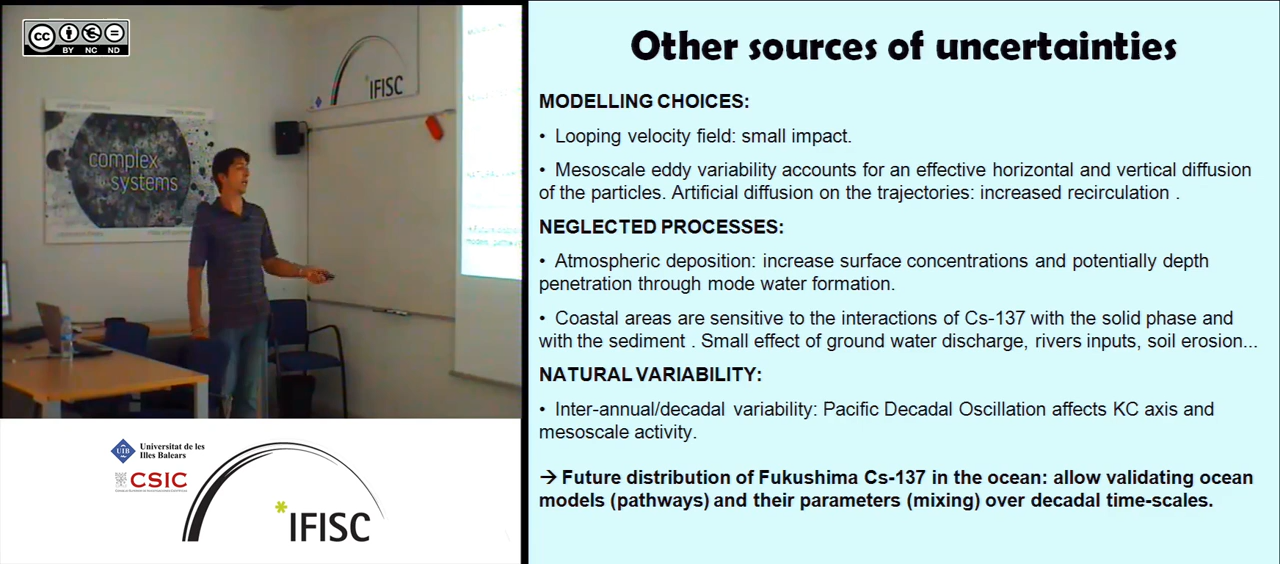 cc
BY NC ND
IFISC
complex
systems
Universitat de les
Illes Balears
UIB
CSIC
IFISC
Other sources of uncertainties
MODELLING CHOICES:
• Looping velocity field: small impact.
• Mesoscale eddy variability accounts for an effective horizontal and vertical diffusion
of the particles. Artificial diffusion on the trajectories: increased recirculation .
NEGLECTED PROCESSES:
• Atmospheric deposition: increase surface concentrations and potentially depth
penetration through mode water formation.
• Coastal areas are sensitive to the interactions of Cs-137 with the solid phase and
with the sediment . Small effect of ground water discharge, rivers inputs, soil erosion...
NATURAL VARIABILITY:
• Inter-annual/decadal variability: Pacific Decadal Oscillation affects KC axis and
mesoscale activity.
→ Future distribution of Fukushima Cs-137 in the ocean: allow validating ocean
models (pathways) and their parameters (mixing) over decadal time-scales.